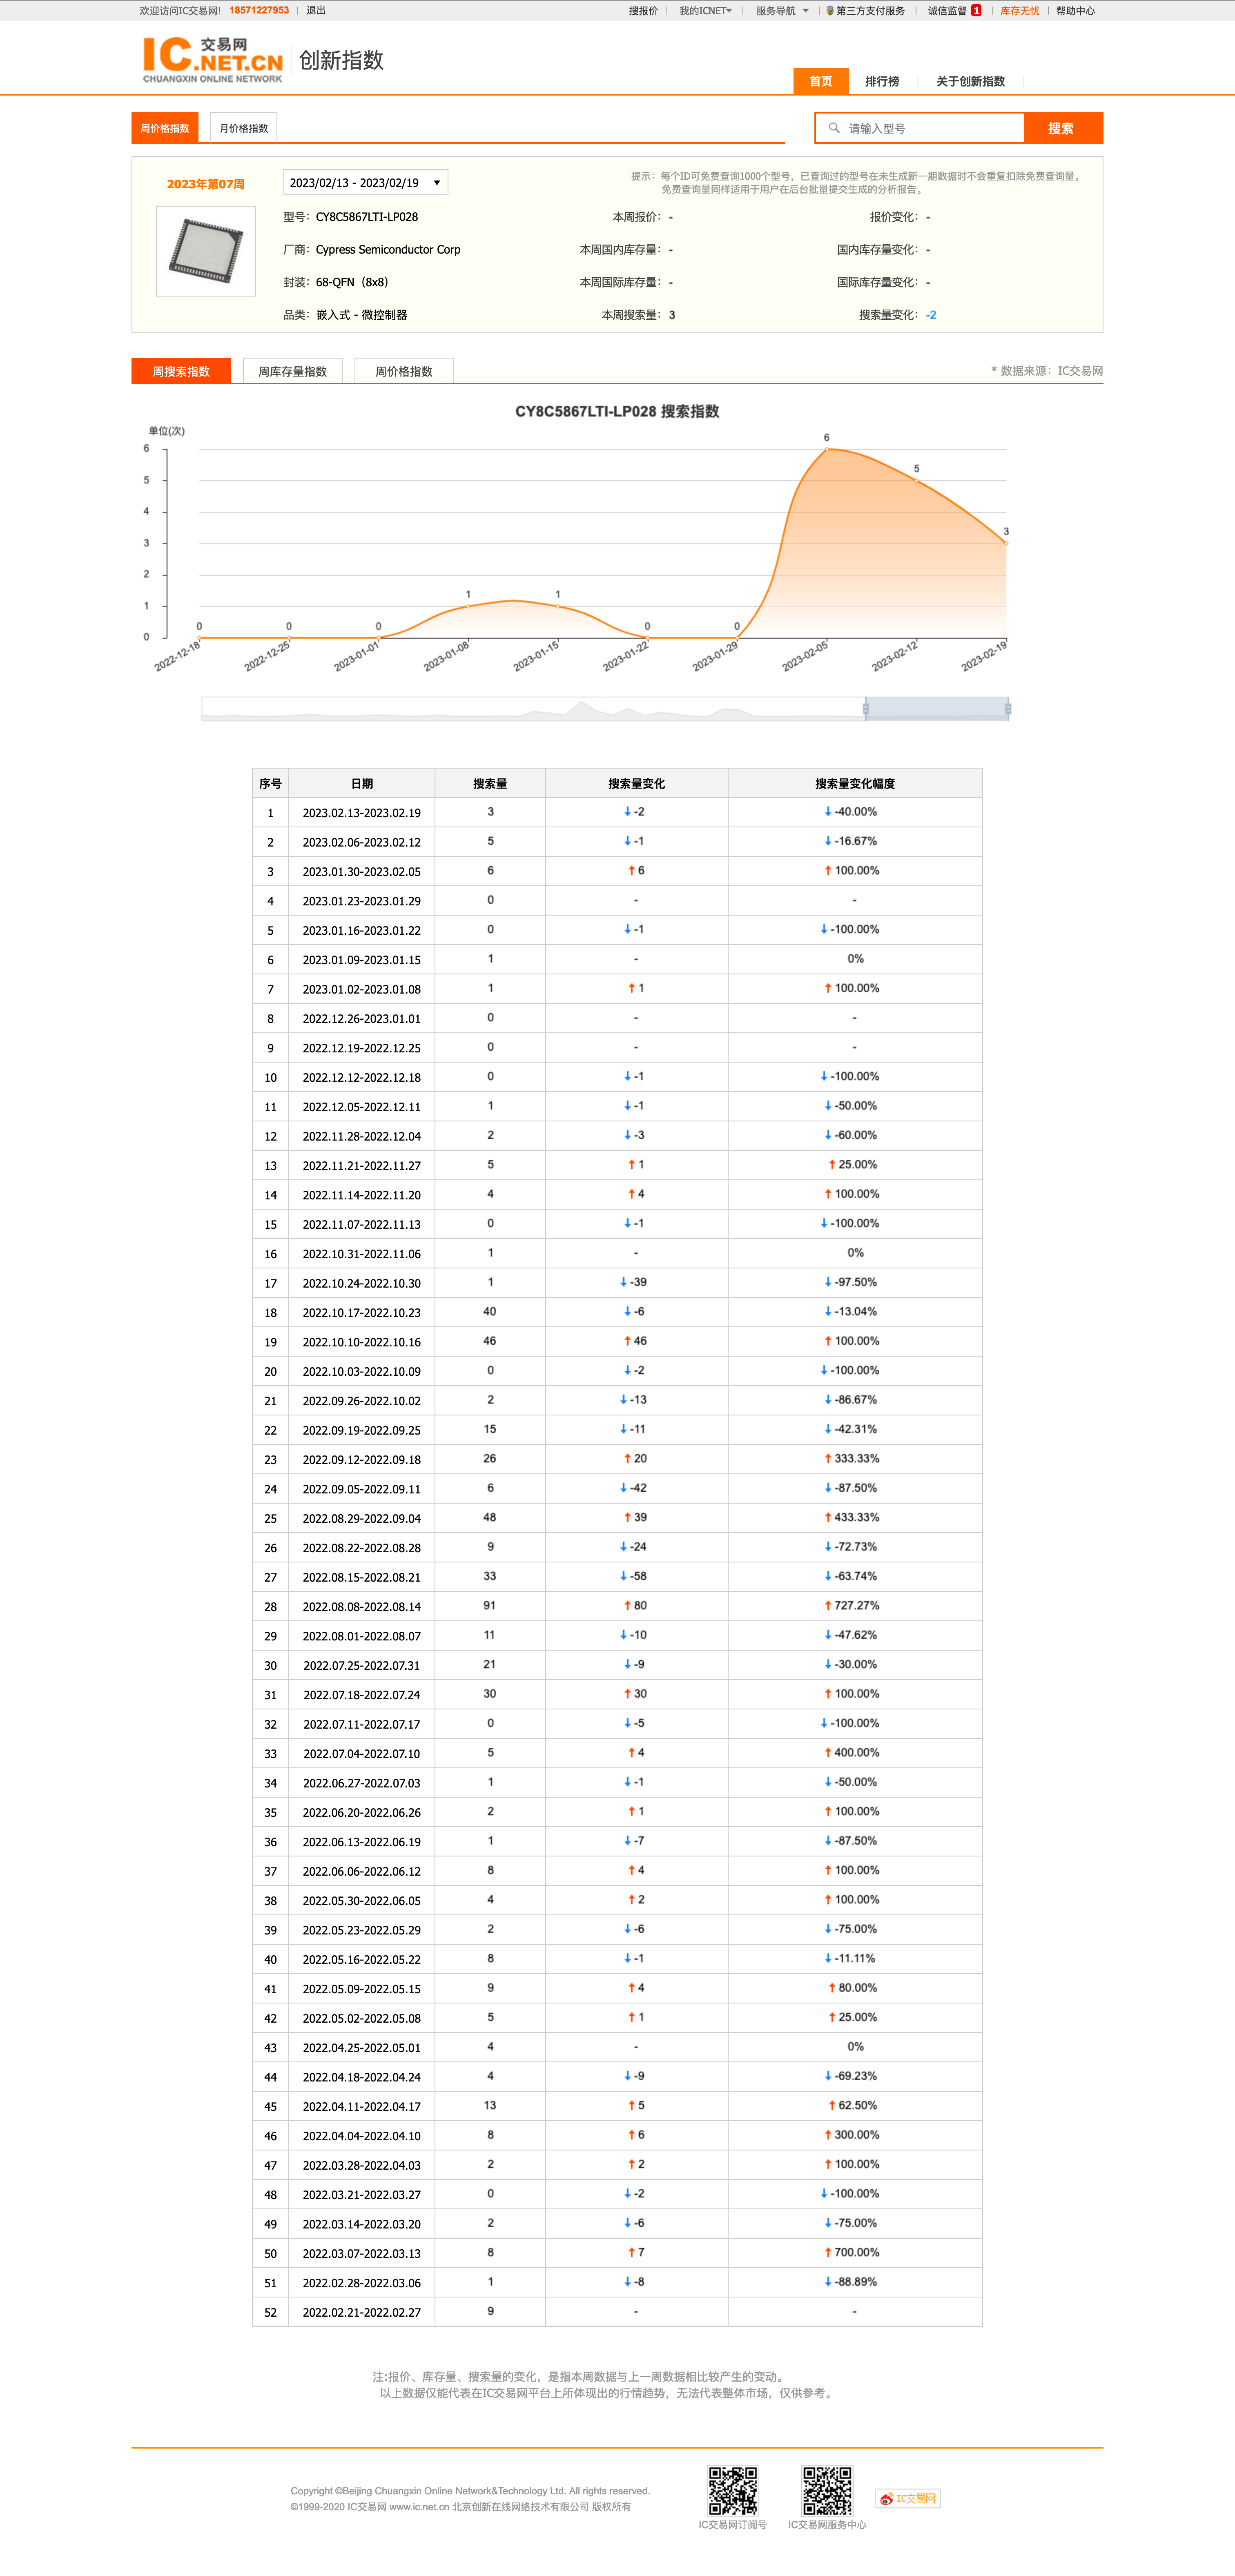 欢迎访问IC交易网! 18571227953 | 退出 搜报价 | 我的ICNET | 服务导航 | 第三方支付服务 | 诚信监督 1 | 库存无忧 | 帮助中心
IC交易网 .NET.CN
CHUANGXIN ONLINE NETWORK
创新指数
首页 排行榜 关于创新指数
周价格指数 月价格指数 请输入型号 搜索
2023年第07周 2023/02/13 - 2023/02/19
提示：每个ID可免费查询1000个型号，已查询过的型号在未生成新一期数据时不会重复扣除免费查询量。
免费查询量同样适用于用户在后台批量提交生成的分析报告。
型号：CY8C5867LTI-LP028 本周报价：- 报价变化：-
厂商：Cypress Semiconductor Corp 本周国内库存量：- 国内库存量变化：-
封装：68-QFN（8x8） 本周国际库存量：- 国际库存量变化：-
品类：嵌入式 - 微控制器 本周搜索量：3 搜索量变化：-2
周搜索指数 周库存量指数 周价格指数 * 数据来源：IC交易网
CY8C5867LTI-LP028 搜索指数
单位(次)
6
5
4
3
2
1
0
0 0 0 1 1 0 0 6 5 3
2022-12-18 2022-12-25 2023-01-01 2023-01-08 2023-01-15 2023-01-22 2023-01-29 2023-02-05 2023-02-12 2023-02-19
序号 日期 搜索量 搜索量变化 搜索量变化幅度
1 2023.02.13-2023.02.19 3 ↓-2 ↓-40.00%
2 2023.02.06-2023.02.12 5 ↓-1 ↓-16.67%
3 2023.01.30-2023.02.05 6 ↑6 ↑100.00%
4 2023.01.23-2023.01.29 0 - -
5 2023.01.16-2023.01.22 0 ↓-1 ↓-100.00%
6 2023.01.09-2023.01.15 1 - 0%
7 2023.01.02-2023.01.08 1 ↑1 ↑100.00%
8 2022.12.26-2023.01.01 0 - -
9 2022.12.19-2022.12.25 0 - -
10 2022.12.12-2022.12.18 0 ↓-1 ↓-100.00%
11 2022.12.05-2022.12.11 1 ↓-1 ↓-50.00%
12 2022.11.28-2022.12.04 2 ↓-3 ↓-60.00%
13 2022.11.21-2022.11.27 5 ↑1 ↑25.00%
14 2022.11.14-2022.11.20 4 ↑4 ↑100.00%
15 2022.11.07-2022.11.13 0 ↓-1 ↓-100.00%
16 2022.10.31-2022.11.06 1 - 0%
17 2022.10.24-2022.10.30 1 ↓-39 ↓-97.50%
18 2022.10.17-2022.10.23 40 ↓-6 ↓-13.04%
19 2022.10.10-2022.10.16 46 ↑46 ↑100.00%
20 2022.10.03-2022.10.09 0 ↓-2 ↓-100.00%
21 2022.09.26-2022.10.02 2 ↓-13 ↓-86.67%
22 2022.09.19-2022.09.25 15 ↓-11 ↓-42.31%
23 2022.09.12-2022.09.18 26 ↑20 ↑333.33%
24 2022.09.05-2022.09.11 6 ↓-42 ↓-87.50%
25 2022.08.29-2022.09.04 48 ↑39 ↑433.33%
26 2022.08.22-2022.08.28 9 ↓-24 ↓-72.73%
27 2022.08.15-2022.08.21 33 ↓-58 ↓-63.74%
28 2022.08.08-2022.08.14 91 ↑80 ↑727.27%
29 2022.08.01-2022.08.07 11 ↓-10 ↓-47.62%
30 2022.07.25-2022.07.31 21 ↓-9 ↓-30.00%
31 2022.07.18-2022.07.24 30 ↑30 ↑100.00%
32 2022.07.11-2022.07.17 0 ↓-5 ↓-100.00%
33 2022.07.04-2022.07.10 5 ↑4 ↑400.00%
34 2022.06.27-2022.07.03 1 ↓-1 ↓-50.00%
35 2022.06.20-2022.06.26 2 ↑1 ↑100.00%
36 2022.06.13-2022.06.19 1 ↓-7 ↓-87.50%
37 2022.06.06-2022.06.12 8 ↑4 ↑100.00%
38 2022.05.30-2022.06.05 4 ↑2 ↑100.00%
39 2022.05.23-2022.05.29 2 ↓-6 ↓-75.00%
40 2022.05.16-2022.05.22 8 ↓-1 ↓-11.11%
41 2022.05.09-2022.05.15 9 ↑4 ↑80.00%
42 2022.05.02-2022.05.08 5 ↑1 ↑25.00%
43 2022.04.25-2022.05.01 4 - 0%
44 2022.04.18-2022.04.24 4 ↓-9 ↓-69.23%
45 2022.04.11-2022.04.17 13 ↑5 ↑62.50%
46 2022.04.04-2022.04.10 8 ↑6 ↑300.00%
47 2022.03.28-2022.04.03 2 ↑2 ↑100.00%
48 2022.03.21-2022.03.27 0 ↓-2 ↓-100.00%
49 2022.03.14-2022.03.20 2 ↓-6 ↓-75.00%
50 2022.03.07-2022.03.13 8 ↑7 ↑700.00%
51 2022.02.28-2022.03.06 1 ↓-8 ↓-88.89%
52 2022.02.21-2022.02.27 9 - -
注:报价、库存量、搜索量的变化，是指本周数据与上一周数据相比较产生的变动。
以上数据仅能代表在IC交易网平台上所体现出的行情趋势，无法代表整体市场，仅供参考。
Copyright ©Beijing Chuangxin Online Network&Technology Ltd. All rights reserved.
©1999-2020 IC交易网 www.ic.net.cn 北京创新在线网络技术有限公司 版权所有
IC交易网订阅号 IC交易网服务中心 IC交易网